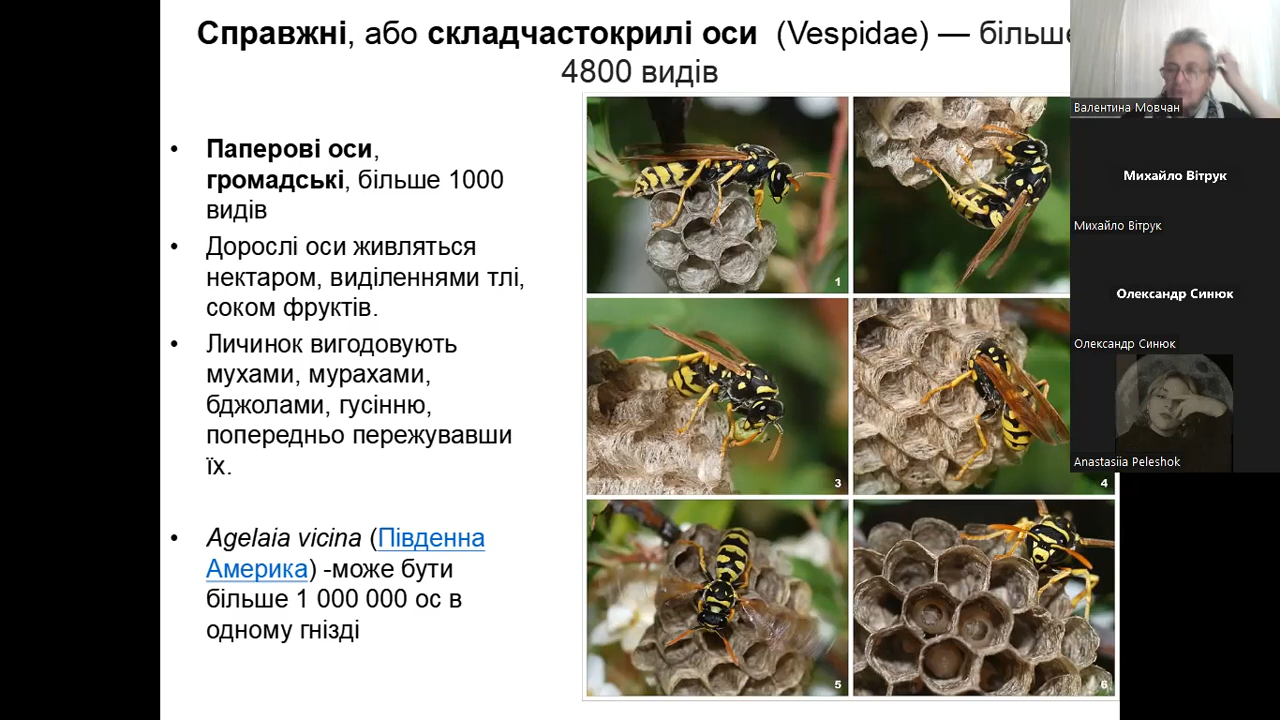 Справжні, або складчастокрилі оси (Vespidae) — більше
4800 видів
• Паперові оси,
громадські, більше 1000
видів
• Дорослі оси живляться
нектаром, виділеннями тлі,
соком фруктів.
• Личинок вигодовують
мухами, мурахами,
бджолами, гусінню,
попередньо пережувавши
їх.
• Agelaia vicina (Південна
Америка) -може бути
більше 1 000 000 ос в
одному гнізді
1
3
4
5
6
Валентина Мовчан
Михайло Вітрук
Михайло Вітрук
Олександр Синюк
Олександр Синюк
Anastasiia Peleshok